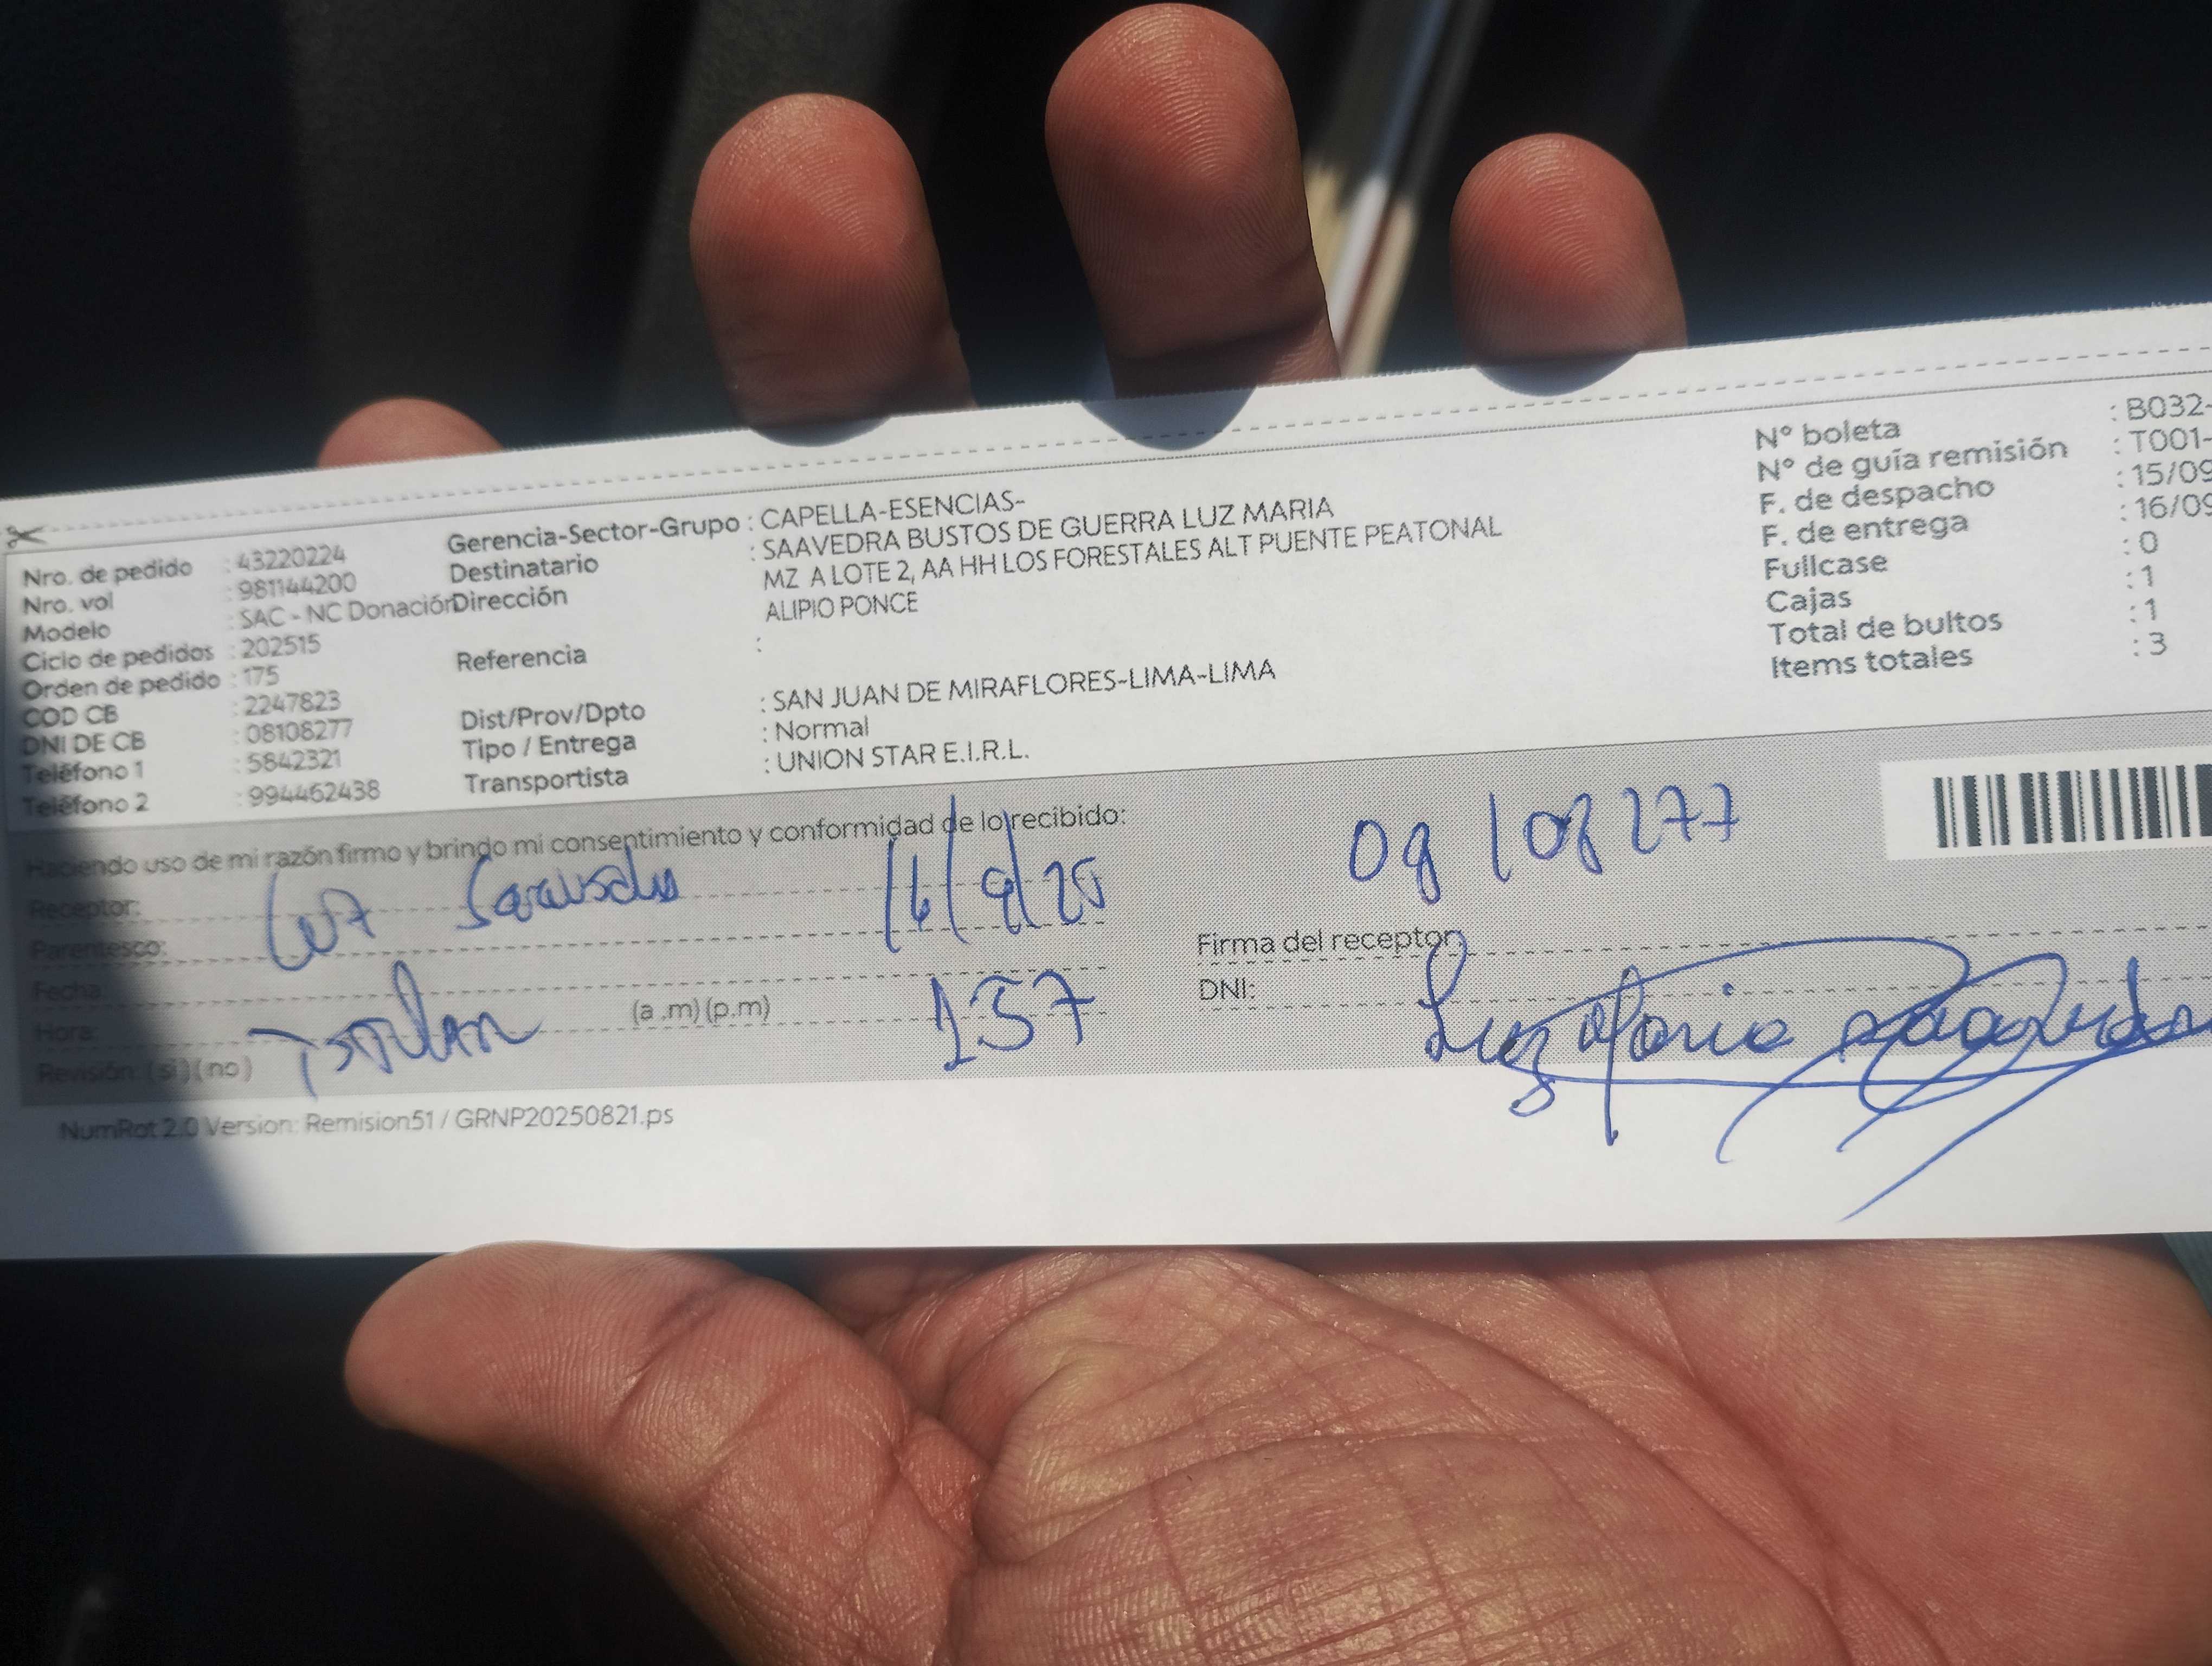 Nro. de pedido : 43220224
Nro. vol : 981144200
Modelo : SAC - NC Donación
Ciclo de pedidos : 202515
Orden de pedido : 175
COD CB : 2247823
DNI DE CB : 08108277
Teléfono 1 : 5842321
Teléfono 2 : 994462438
Gerencia-Sector-Grupo : CAPELLA-ESENCIAS-
Destinatario : SAAVEDRA BUSTOS DE GUERRA LUZ MARIA
Dirección MZ A LOTE 2, AA HH LOS FORESTALES ALT PUENTE PEATONAL
ALIPIO PONCE
Referencia :
Dist/Prov/Dpto : SAN JUAN DE MIRAFLORES-LIMA-LIMA
Tipo / Entrega : Normal
Transportista : UNION STAR E.I.R.L.
N° boleta : B032-
N° de guía remisión : T001-
F. de despacho : 15/09
F. de entrega : 16/09
Fullcase : 0
Cajas : 1
Total de bultos : 1
Items totales : 3
Haciendo uso de mi razón firmo y brindo mi consentimiento y conformidad de lo recibido:
Receptor:
Parentesco:
Fecha:
Hora: (a .m) (p.m)
Revisión: (si) (no)
16/9/25
157
08108277
Firma del receptor
DNI:
Luz Maria Saavedra
NumRot 2.0 Version: Remision51 / GRNP20250821.ps